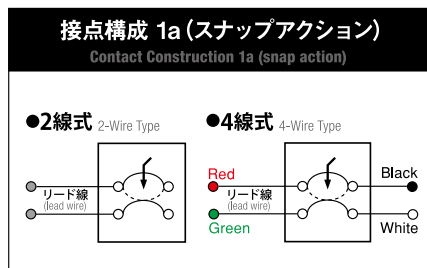 接点構成 1a(スナップアクション)
Contact Construction 1a (snap action)
●2線式 2-Wire Type
リード線
(lead wire)
●4線式 4-Wire Type
Red
Black
リード線
(lead wire)
Green
White